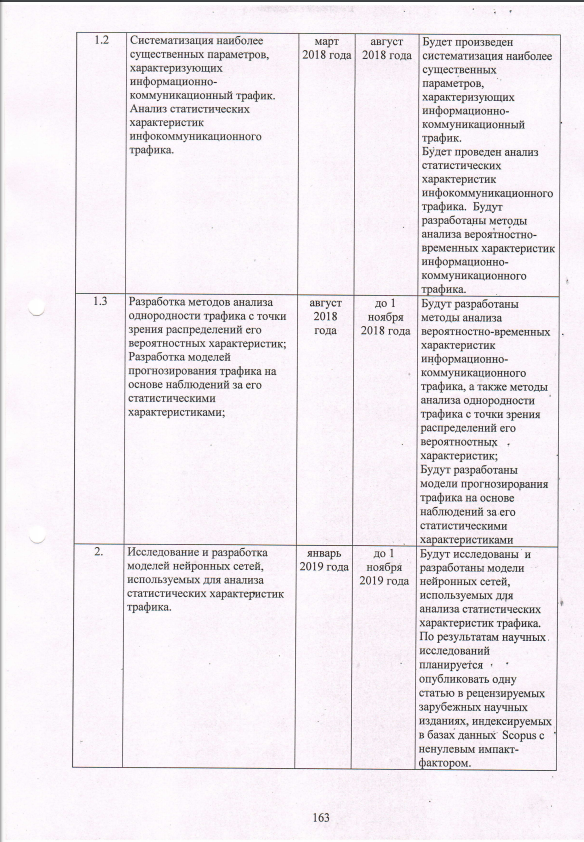 1.2
Систематизация наиболее
существенных параметров,
характеризующих
информационно-
коммуникационный трафик.
Анализ статистических
характеристик
инфокоммуникационного
трафика.
март
2018 года
август
2018 года
Будет произведен
систематизация наиболее
существенных
параметров,
характеризующих
информационно-
коммуникационный
трафик.
Будет проведен анализ
статистических
характеристик
инфокоммуникационного
трафика. Будут
разработаны методы
анализа вероятностно-
временных характеристик
информационно-
коммуникационного
трафика.
1.3
Разработка методов анализа
однородности трафика с точки
зрения распределений его
вероятностных характеристик;
Разработка моделей
прогнозирования трафика на
основе наблюдений за его
статистическими
характеристиками;
август
2018
года
до 1
ноября
2018 года
Будут разработаны
методы анализа
вероятностно-временных
характеристик
информационно-
коммуникационного
трафика, а также методы
анализа однородности
трафика с точки зрения
распределений его
вероятностных
характеристик;
Будут разработаны
модели прогнозирования
трафика на основе
наблюдений за его
статистическими
характеристиками
2.
Исследование и разработка
моделей нейронных сетей,
используемых для анализа
статистических характеристик
трафика.
январь
2019 года
до 1
ноября
2019 года
Будут исследованы и
разработаны модели
нейронных сетей,
используемых для
анализа статистических
характеристик трафика.
По результатам научных
исследований
планируется
опубликовать одну
статью в рецензируемых
зарубежных научных
изданиях, индексируемых
в базах данных Scopus с
ненулевым импакт-
фактором.
163